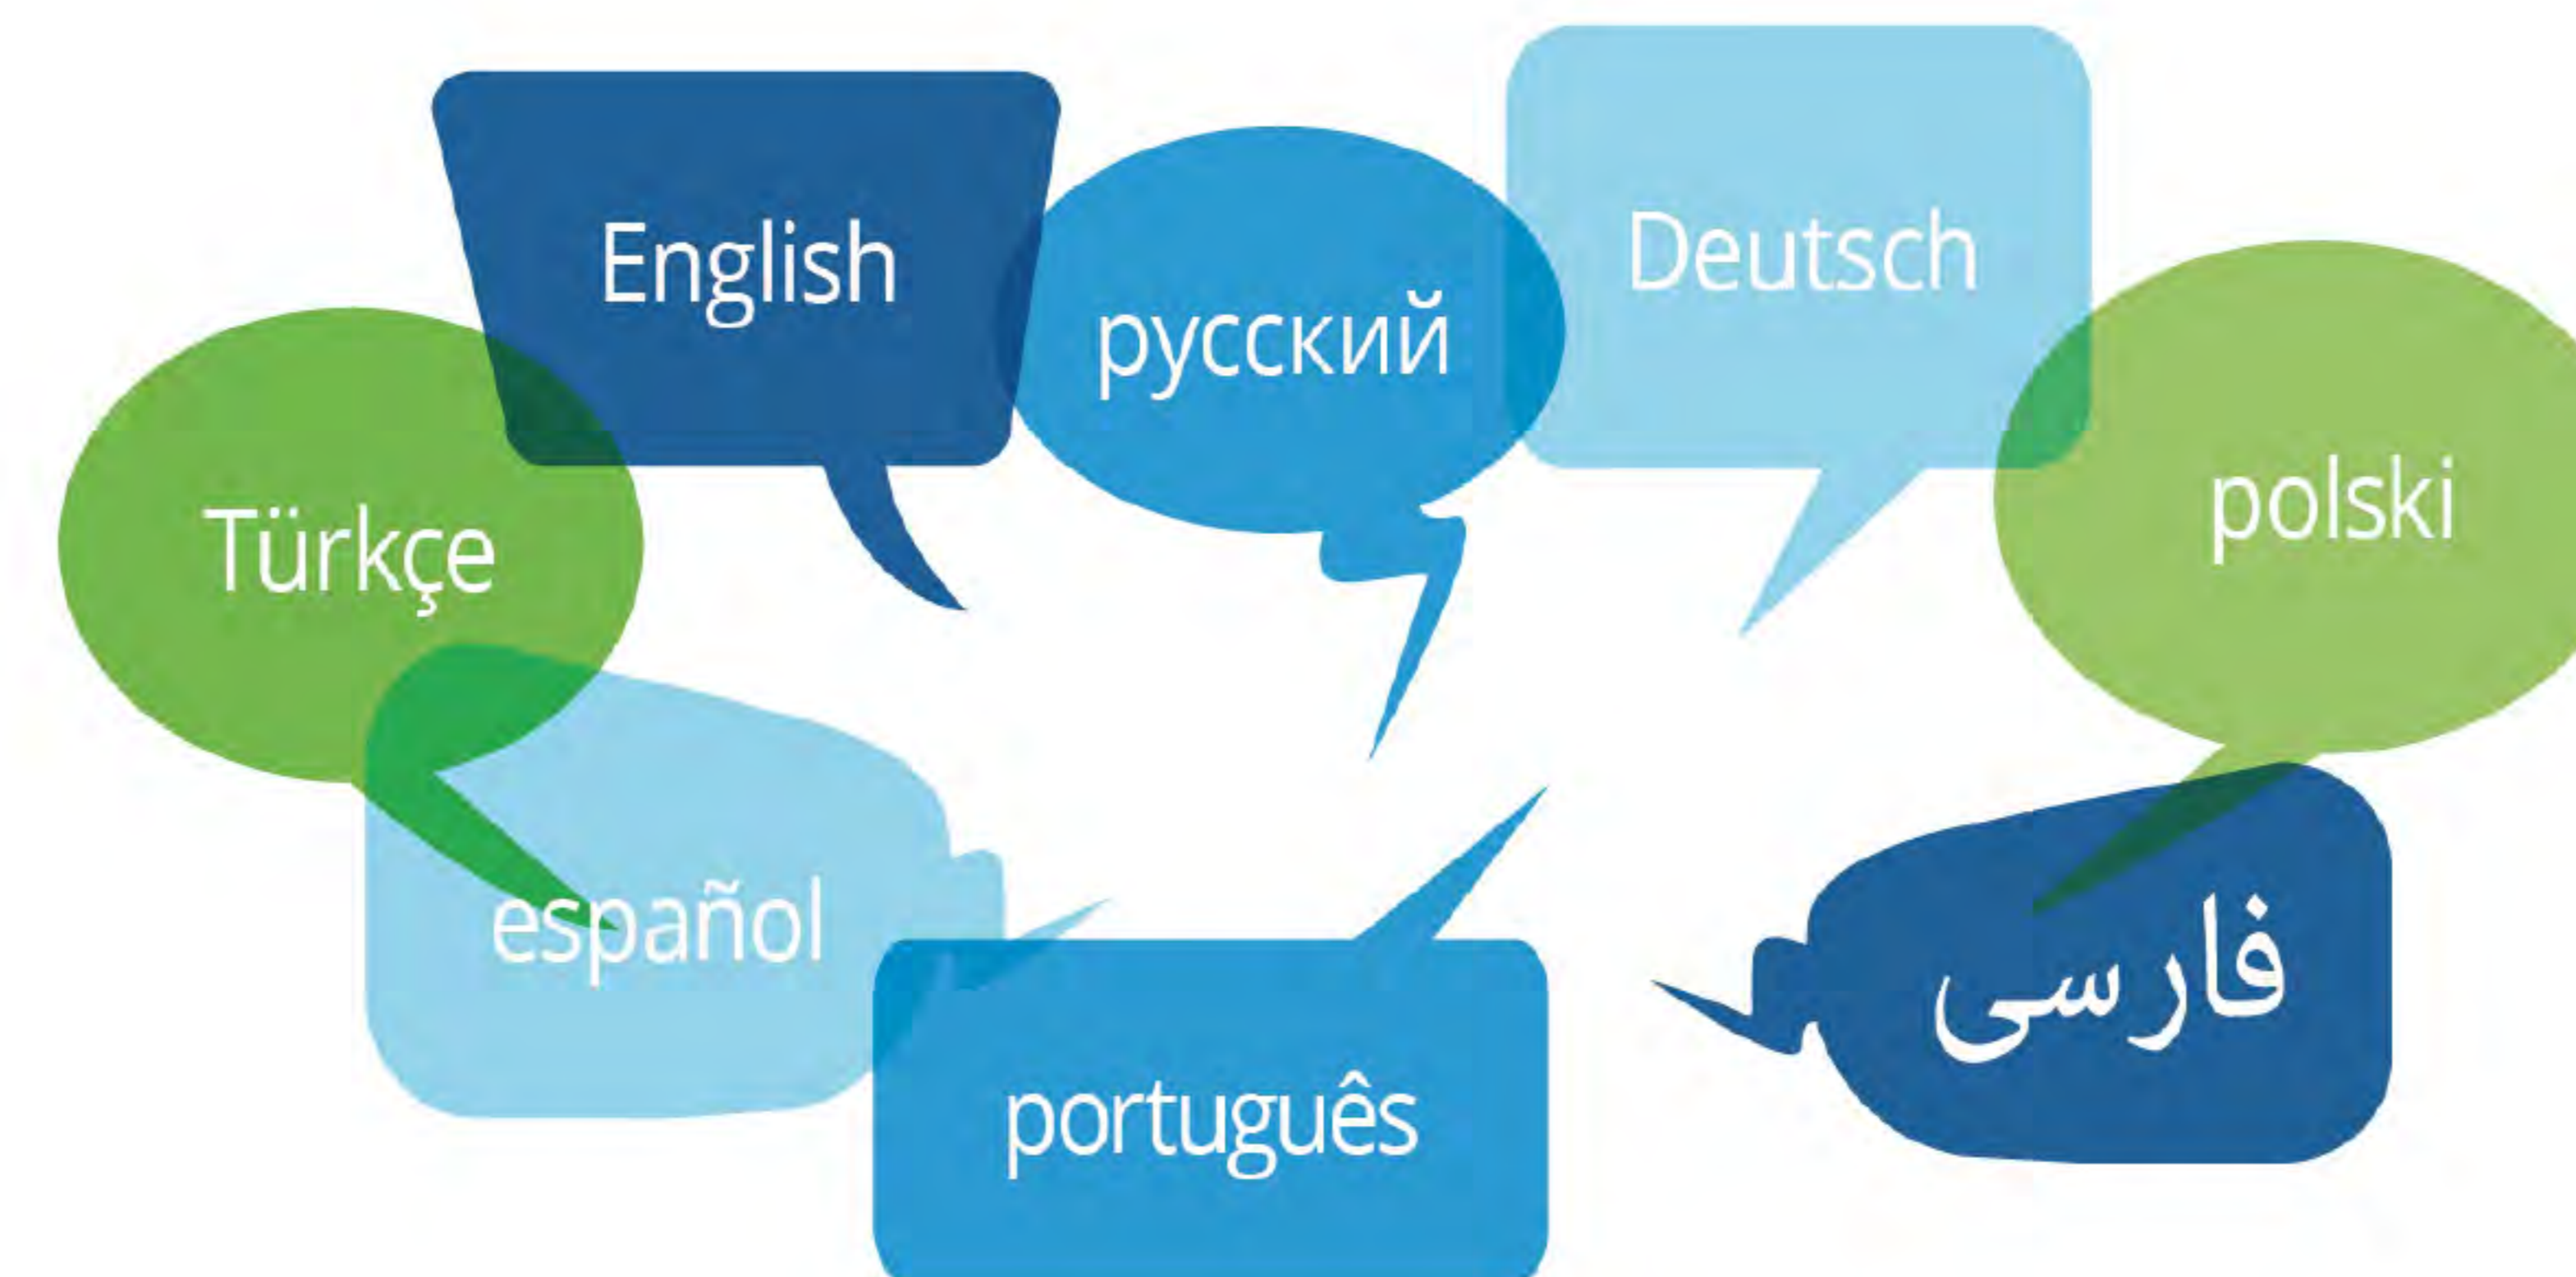 English
русский
Deutsch
Türkçe
polski
español
português
فارسی